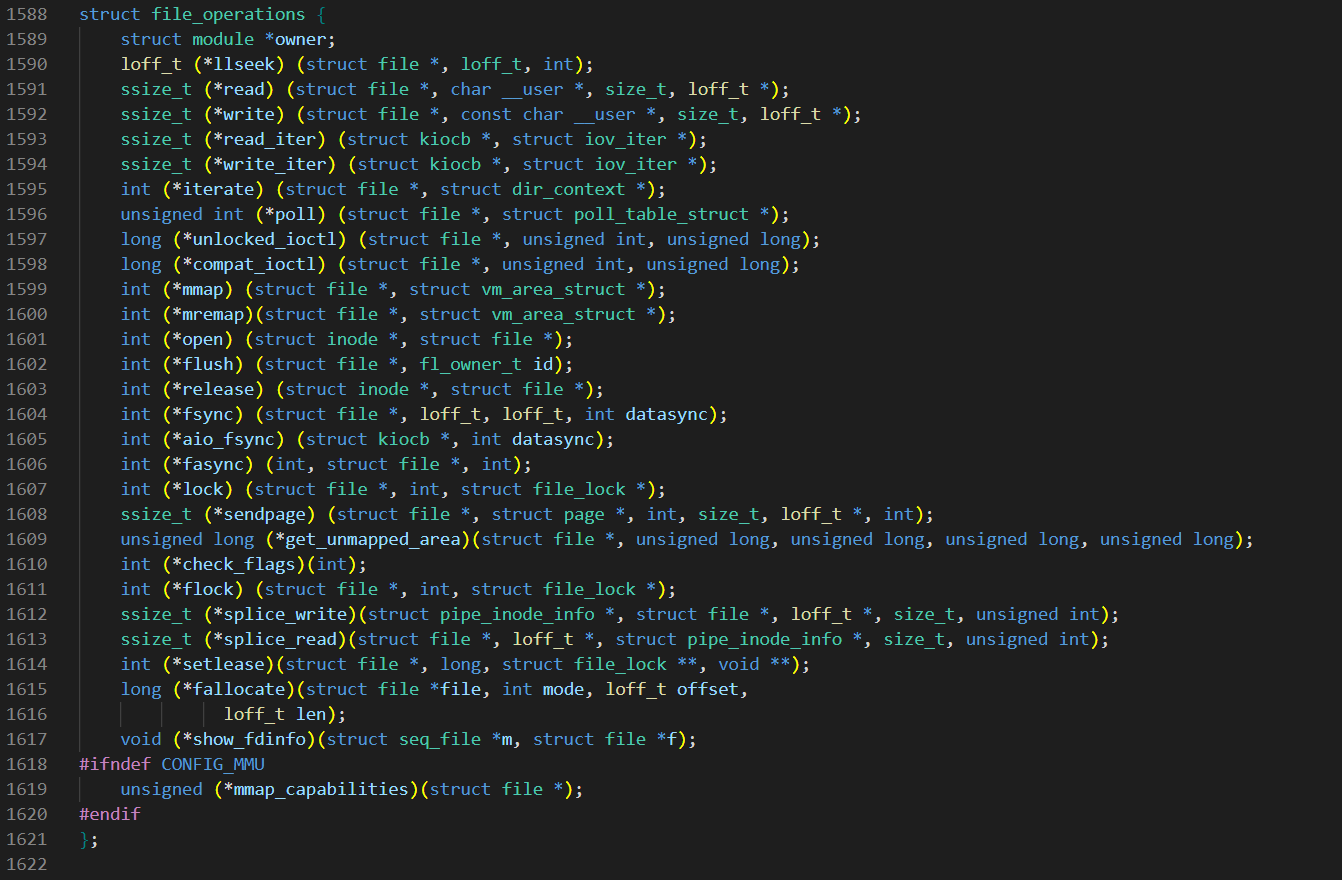 1588 struct file_operations {
1589     struct module *owner;
1590     loff_t (*llseek) (struct file *, loff_t, int);
1591     ssize_t (*read) (struct file *, char __user *, size_t, loff_t *);
1592     ssize_t (*write) (struct file *, const char __user *, size_t, loff_t *);
1593     ssize_t (*read_iter) (struct kiocb *, struct iov_iter *);
1594     ssize_t (*write_iter) (struct kiocb *, struct iov_iter *);
1595     int (*iterate) (struct file *, struct dir_context *);
1596     unsigned int (*poll) (struct file *, struct poll_table_struct *);
1597     long (*unlocked_ioctl) (struct file *, unsigned int, unsigned long);
1598     long (*compat_ioctl) (struct file *, unsigned int, unsigned long);
1599     int (*mmap) (struct file *, struct vm_area_struct *);
1600     int (*mremap)(struct file *, struct vm_area_struct *);
1601     int (*open) (struct inode *, struct file *);
1602     int (*flush) (struct file *, fl_owner_t id);
1603     int (*release) (struct inode *, struct file *);
1604     int (*fsync) (struct file *, loff_t, loff_t, int datasync);
1605     int (*aio_fsync) (struct kiocb *, int datasync);
1606     int (*fasync) (int, struct file *, int);
1607     int (*lock) (struct file *, int, struct file_lock *);
1608     ssize_t (*sendpage) (struct file *, struct page *, int, size_t, loff_t *, int);
1609     unsigned long (*get_unmapped_area)(struct file *, unsigned long, unsigned long, unsigned long, unsigned long);
1610     int (*check_flags)(int);
1611     int (*flock) (struct file *, int, struct file_lock *);
1612     ssize_t (*splice_write)(struct pipe_inode_info *, struct file *, loff_t *, size_t, unsigned int);
1613     ssize_t (*splice_read)(struct file *, loff_t *, struct pipe_inode_info *, size_t, unsigned int);
1614     int (*setlease)(struct file *, long, struct file_lock **, void **);
1615     long (*fallocate)(struct file *file, int mode, loff_t offset,
1616               loff_t len);
1617     void (*show_fdinfo)(struct seq_file *m, struct file *f);
1618 #ifndef CONFIG_MMU
1619     unsigned (*mmap_capabilities)(struct file *);
1620 #endif
1621 };
1622